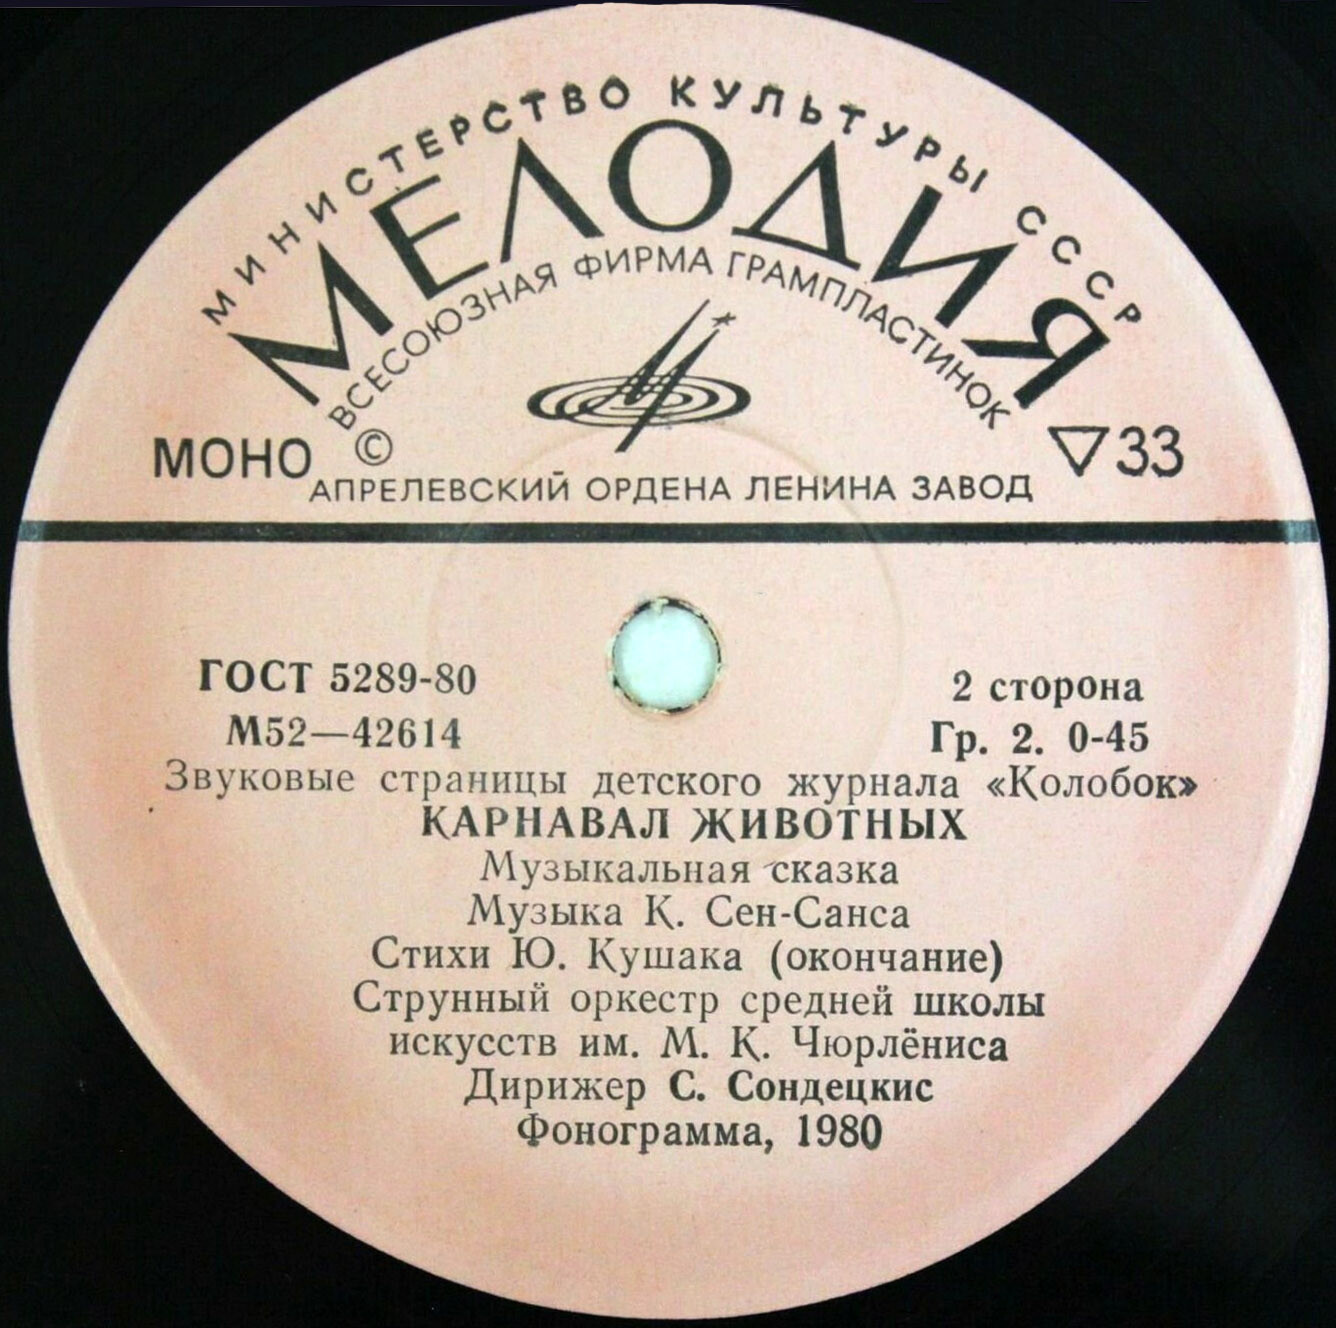 МИНИСТЕРСТВО КУЛЬТУРЫ СССР
МЕЛОДИЯ
ВСЕСОЮЗНАЯ ФИРМА ГРАМПЛАСТИНОК
МОНО © ▽33
АПРЕЛЕВСКИЙ ОРДЕНА ЛЕНИНА ЗАВОД
ГОСТ 5289-80 2 сторона
М52—42614 Гр. 2. 0-45
Звуковые страницы детского журнала «Колобок»
КАРНАВАЛ ЖИВОТНЫХ
Музыкальная сказка
Музыка К. Сен-Санса
Стихи Ю. Кушака (окончание)
Струнный оркестр средней школы
искусств им. М. К. Чюрлёниса
Дирижер С. Сондецкис
Фонограмма, 1980